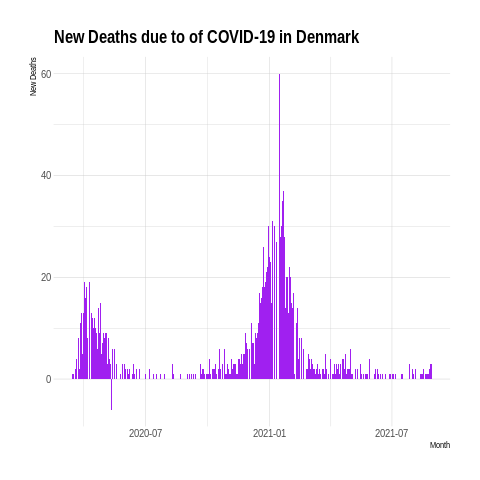 New Deaths due to of COVID-19 in Denmark
New Deaths
60
40
20
0
2020-07
2021-01
2021-07
Month